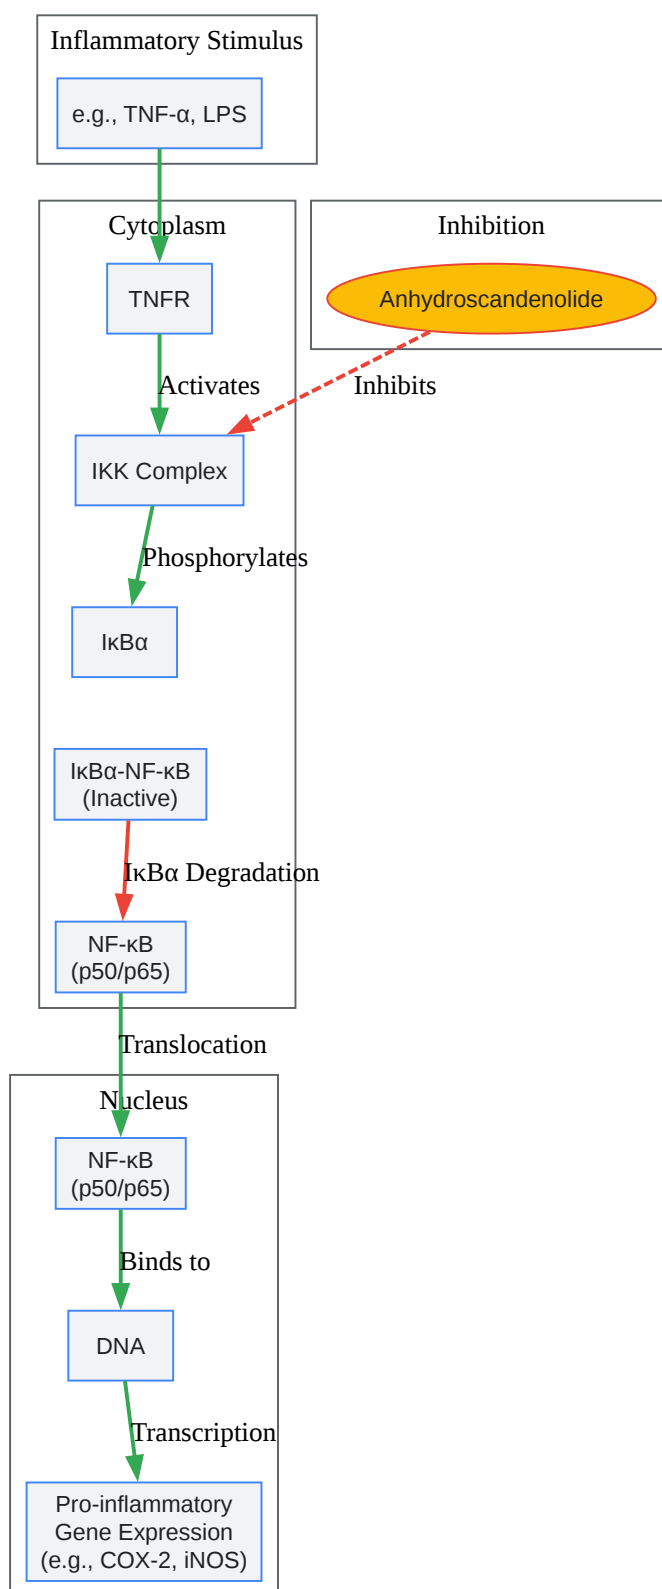 Inflammatory Stimulus
e.g., TNF-α, LPS
Cytoplasm
Inhibition
TNFR
Anhydroscandenolide
Activates
Inhibits
IKK Complex
Phosphorylates
IκBα
IκBα-NF-κB
(Inactive)
IκBα Degradation
NF-κB
(p50/p65)
Translocation
Nucleus
NF-κB
(p50/p65)
Binds to
DNA
Transcription
Pro-inflammatory
Gene Expression
(e.g., COX-2, iNOS)